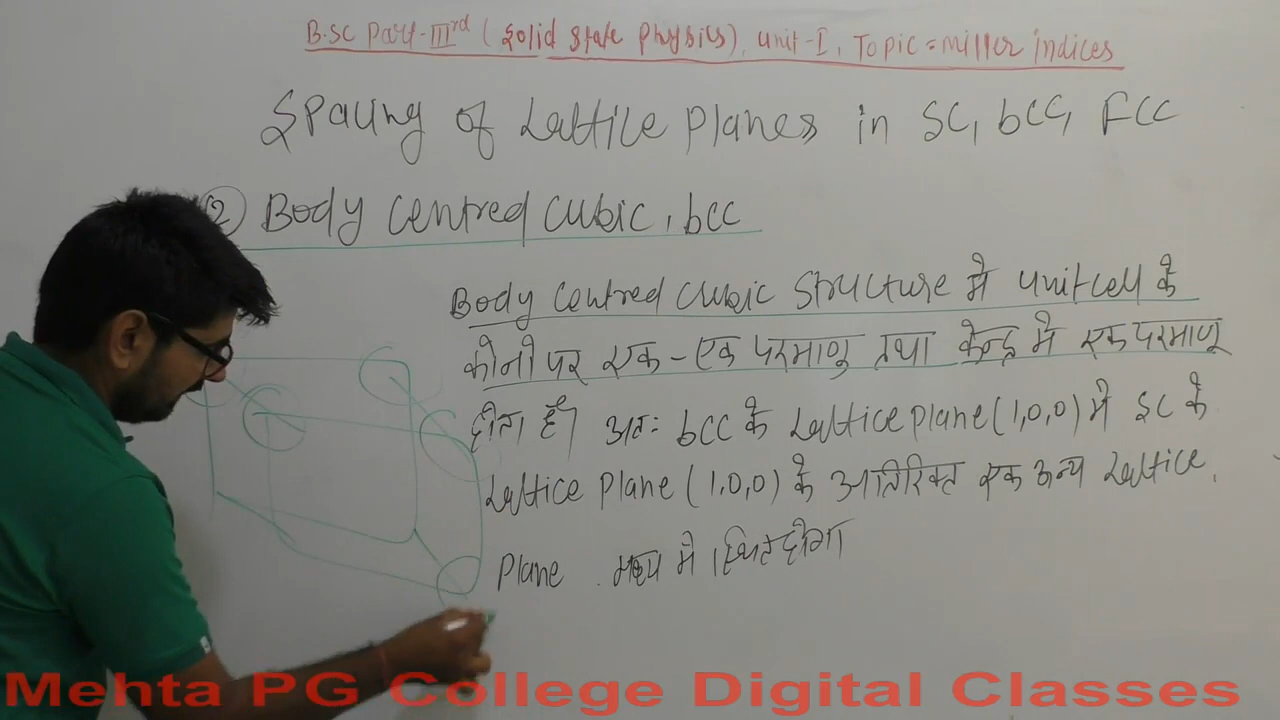 B.SC Part-IIIrd (Solid State Physics), Unit-I, Topic=Miller indices
Spacing of Lattice Planes in SC, bCC, FCC
2 Body Centred Cubic, bCC
Body Centred Cubic Structure में Unitcell के
कोनो पर एक-एक परमाणु तथा केन्द्र में एक परमाणु
होता है। अतः bCC के Lattice Plane (1,0,0) में SC के
Lattice Plane (1,0,0) के अतिरिक्त एक अन्य Lattice
Plane मध्य में स्थित होगा
Mehta PG College Digital Classes